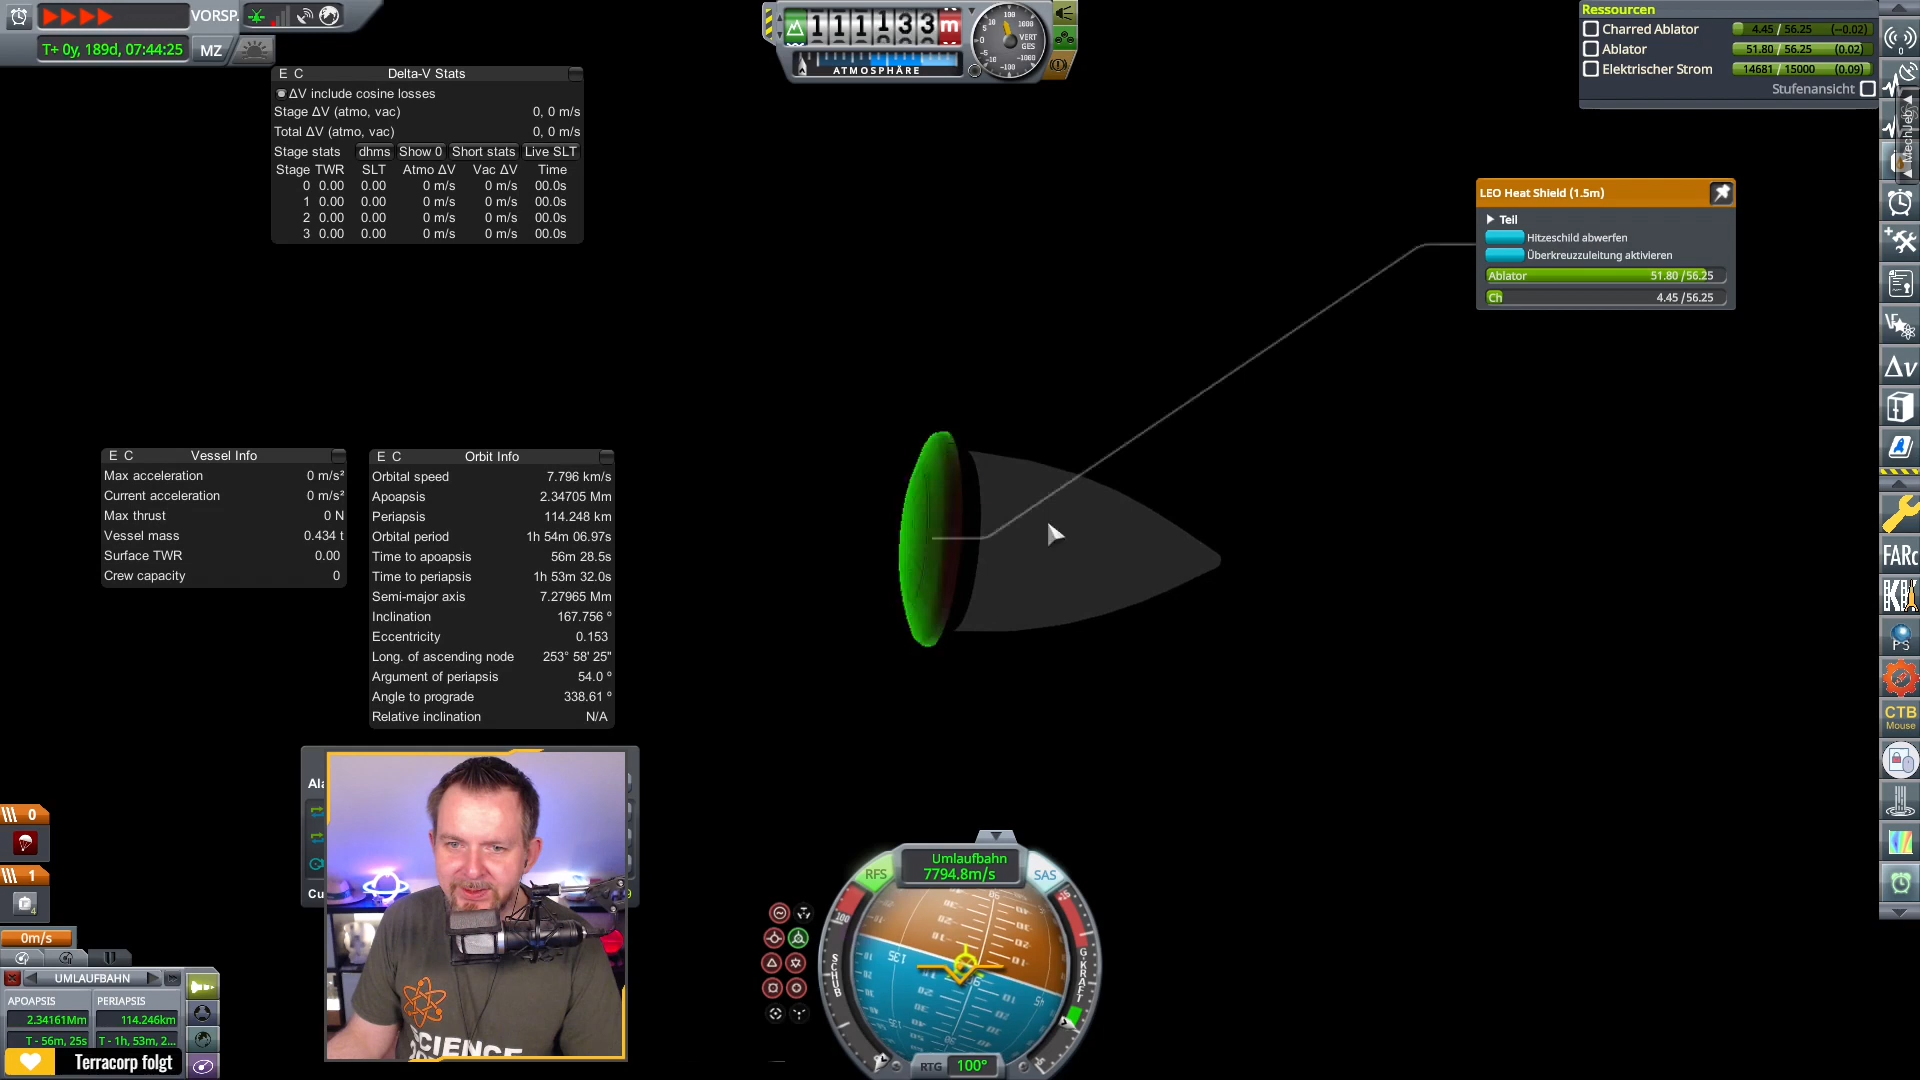 VORSP.
T+ 0y, 189d, 07:44:25
MZ
E C Delta-V Stats
ΔV include cosine losses
Stage ΔV (atmo, vac) 0, 0 m/s
Total ΔV (atmo, vac) 0, 0 m/s
Stage stats dhms Show 0 Short stats Live SLT
Stage TWR SLT Atmo ΔV Vac ΔV Time
0 0.00 0.00 0 m/s 0 m/s 00.0s
1 0.00 0.00 0 m/s 0 m/s 00.0s
2 0.00 0.00 0 m/s 0 m/s 00.0s
3 0.00 0.00 0 m/s 0 m/s 00.0s
111133 m
ATMOSPHÄRE
VERT
GES
Ressourcen
Charred Ablator 4.45 / 56.25 (−0.02)
Ablator 51.80 / 56.25 (0.02)
Elektrischer Strom 14681 / 15000 (0.09)
Stufenansicht
MechJeb
LEO Heat Shield (1.5m)
Teil
Hitzeschild abwerfen
Überkreuzzuleitung aktivieren
Ablator 51.80 /56.25
Ch 4.45 /56.25
E C Vessel Info
Max acceleration 0 m/s²
Current acceleration 0 m/s²
Max thrust 0 N
Vessel mass 0.434 t
Surface TWR 0.00
Crew capacity 0
E C Orbit Info
Orbital speed 7.796 km/s
Apoapsis 2.34705 Mm
Periapsis 114.248 km
Orbital period 1h 54m 06.97s
Time to apoapsis 56m 28.5s
Time to periapsis 1h 53m 32.0s
Semi-major axis 7.27965 Mm
Inclination 167.756 º
Eccentricity 0.153
Long. of ascending node 253° 58' 25"
Argument of periapsis 54.0 º
Angle to prograde 338.61 º
Relative inclination N/A
Δv
FARc
PS
CTB
Mouse
Ala
Cu
SCIENCE
0
1
4
0m/s
UMLAUFBAHN
APOAPSIS PERIAPSIS
2.34161Mm 114.246km
T - 56m, 25s T - 1h, 53m, 2...
Terracorp folgt
Umlaufbahn
7794.8m/s
RFS
SAS
SCHUB
G-KRAFT
RTG 100°